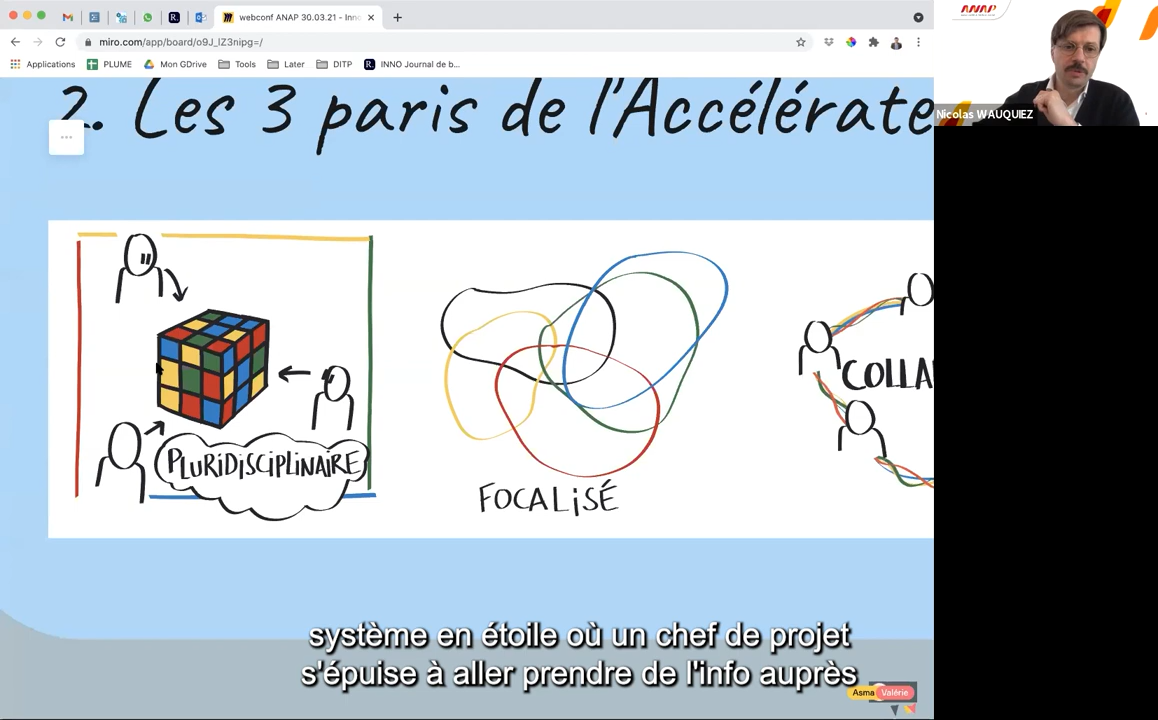 webconf ANAP 30.03.21 - Inno
miro.com/app/board/o9J_lZ3nipg=/
Applications PLUME Mon GDrive Tools Later DITP INNO Journal de b...
ANAP
Nicolas WAUQUIEZ
2. Les 3 paris de l'Accélérate
PLURIDISCIPLINAIRE
FOCALISÉ
COLLA
système en étoile où un chef de projet
s'épuise à aller prendre de l'info auprès
Asma Valérie